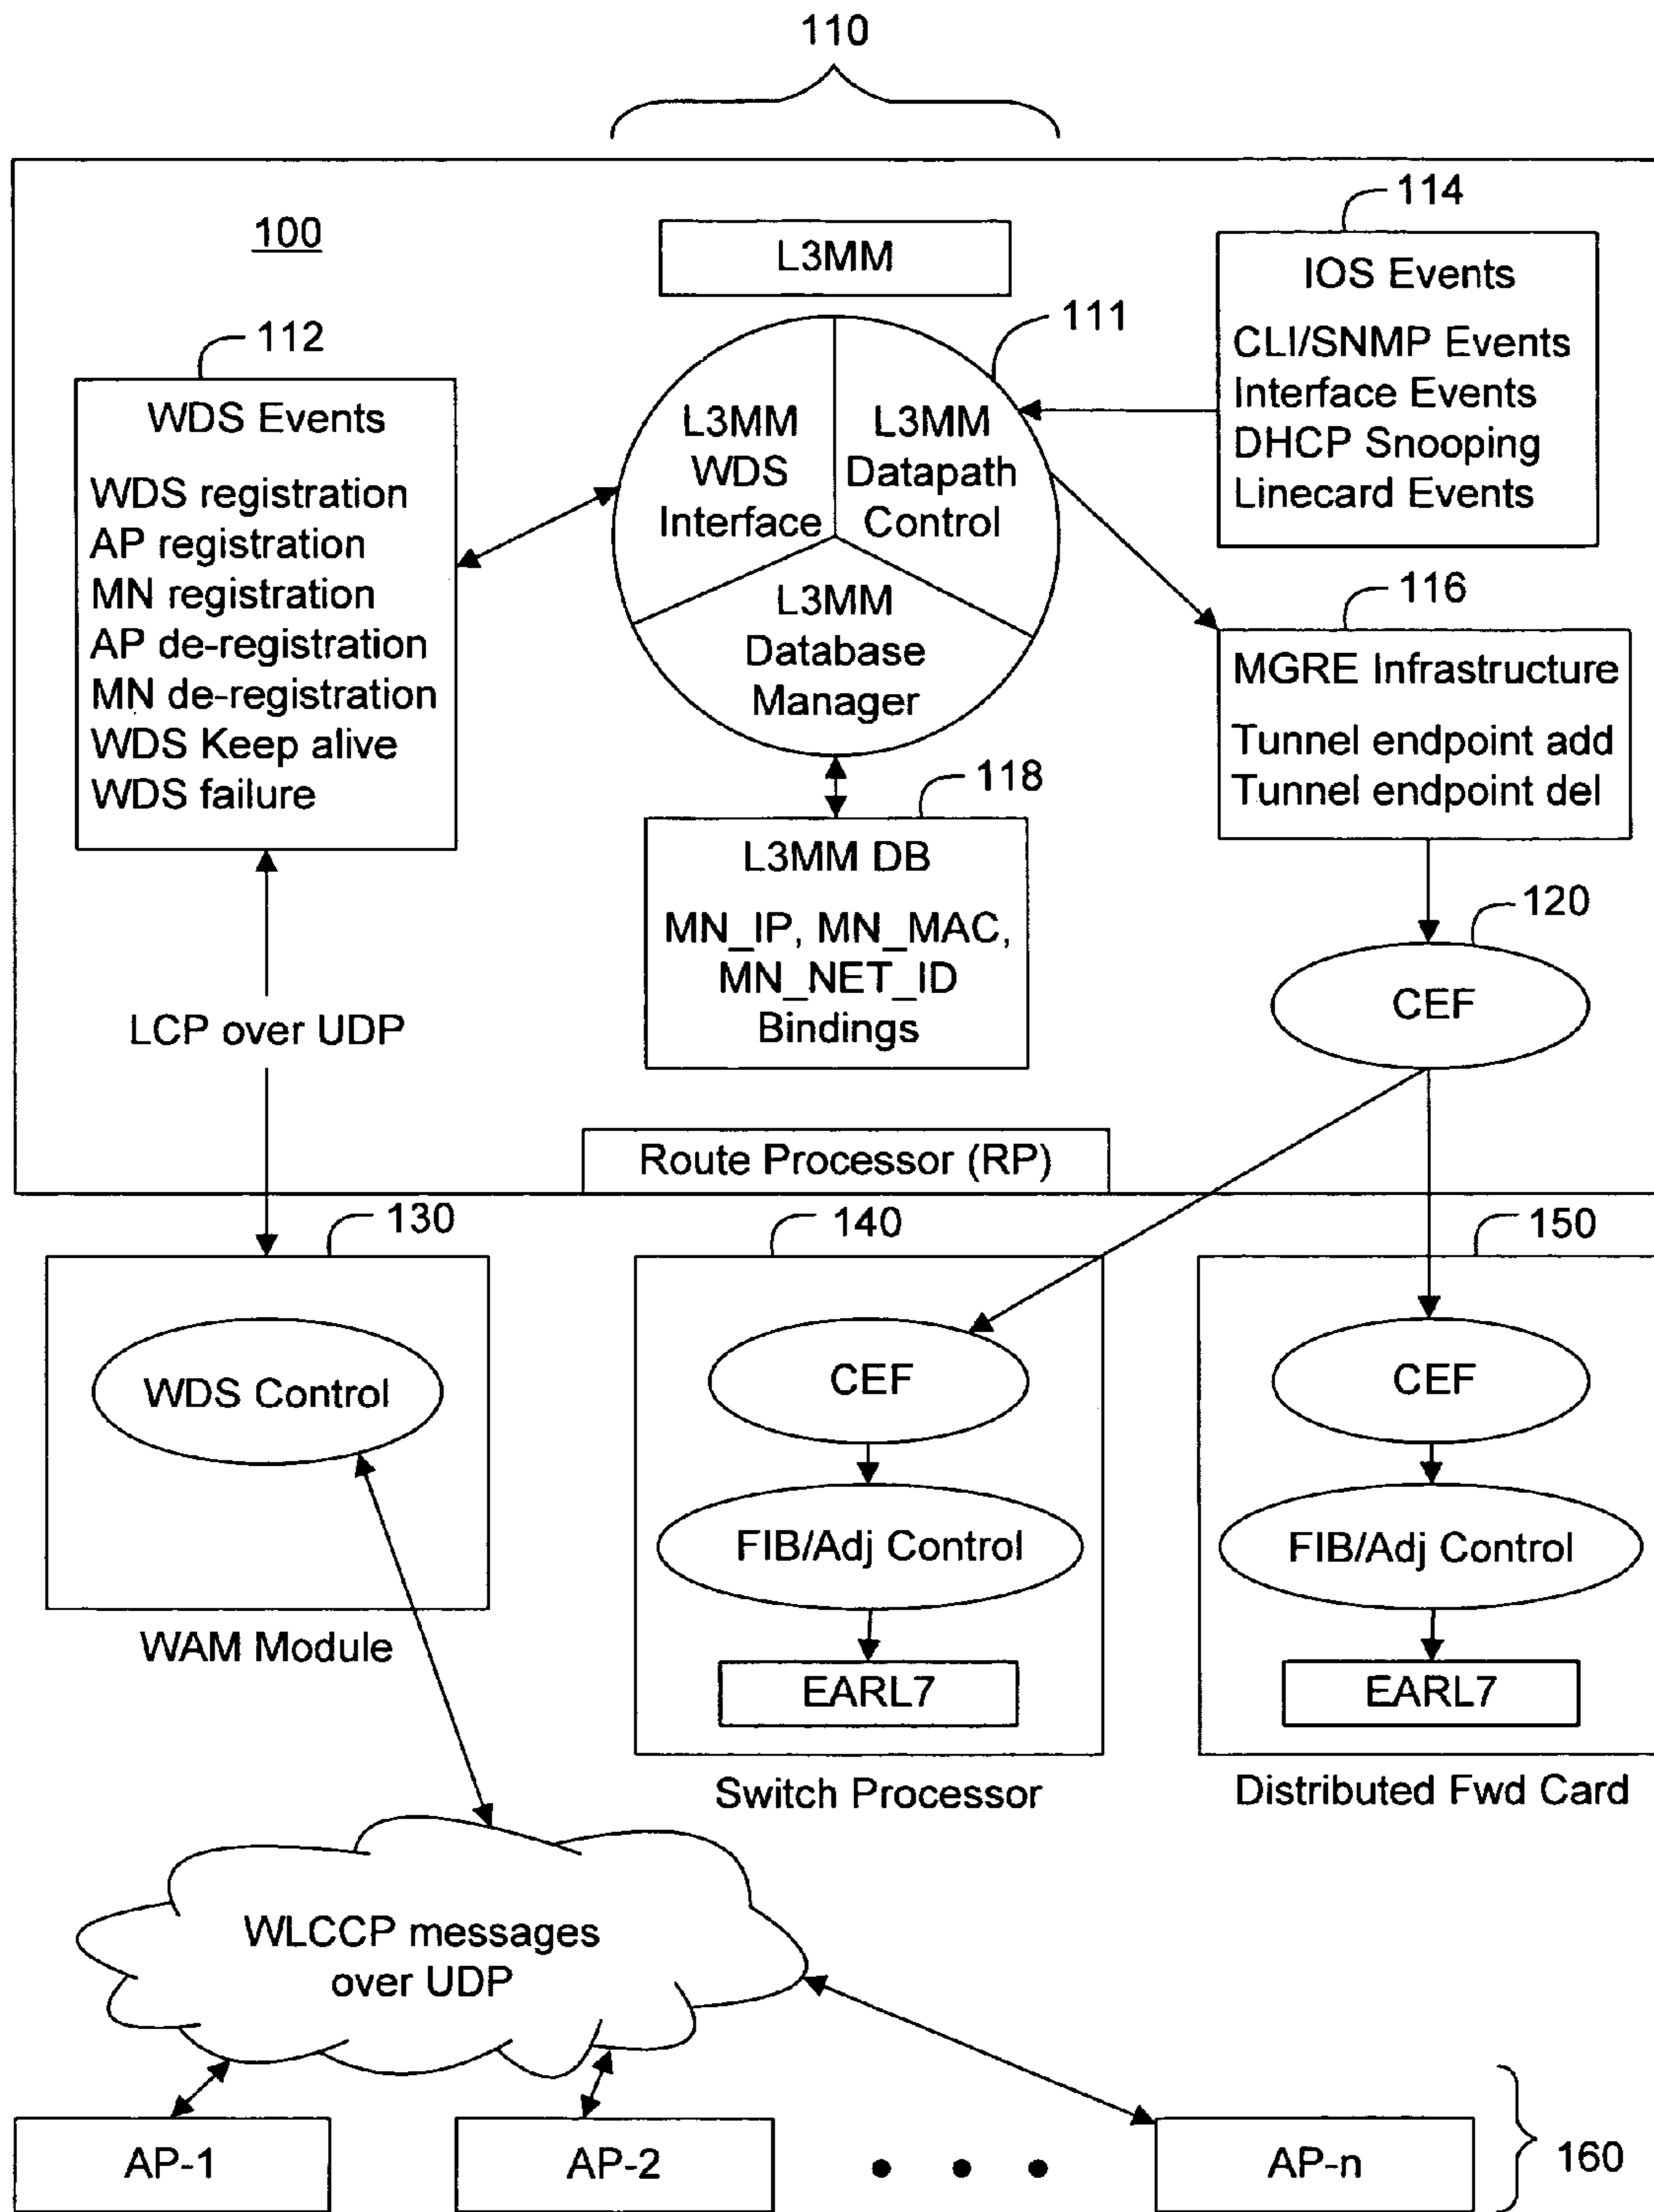 110
100
L3MM
114
IOS Events
CLI/SNMP Events
Interface Events
DHCP Snooping
Linecard Events
112
WDS Events
WDS registration
AP registration
MN registration
AP de-registration
MN de-registration
WDS Keep alive
WDS failure
111
L3MM
WDS
Interface
L3MM
Datapath
Control
L3MM
Database
Manager
116
MGRE Infrastructure
Tunnel endpoint add
Tunnel endpoint del
118
L3MM DB
MN_IP, MN_MAC,
MN_NET_ID
Bindings
120
CEF
LCP over UDP
Route Processor (RP)
130
WDS Control
WAM Module
140
CEF
FIB/Adj Control
EARL7
Switch Processor
150
CEF
FIB/Adj Control
EARL7
Distributed Fwd Card
WLCCP messages
over UDP
AP-1
AP-2
AP-n
160